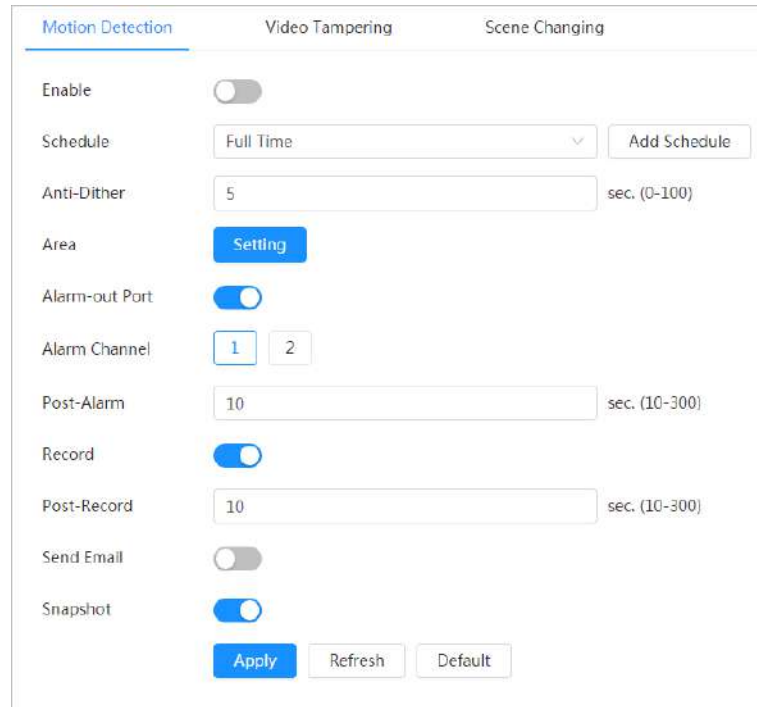 Motion Detection Video Tampering Scene Changing
Enable
Schedule Full Time Add Schedule
Anti-Dither 5 sec. (0-100)
Area Setting
Alarm-out Port
Alarm Channel 1 2
Post-Alarm 10 sec. (10-300)
Record
Post-Record 10 sec. (10-300)
Send Email
Snapshot
Apply Refresh Default